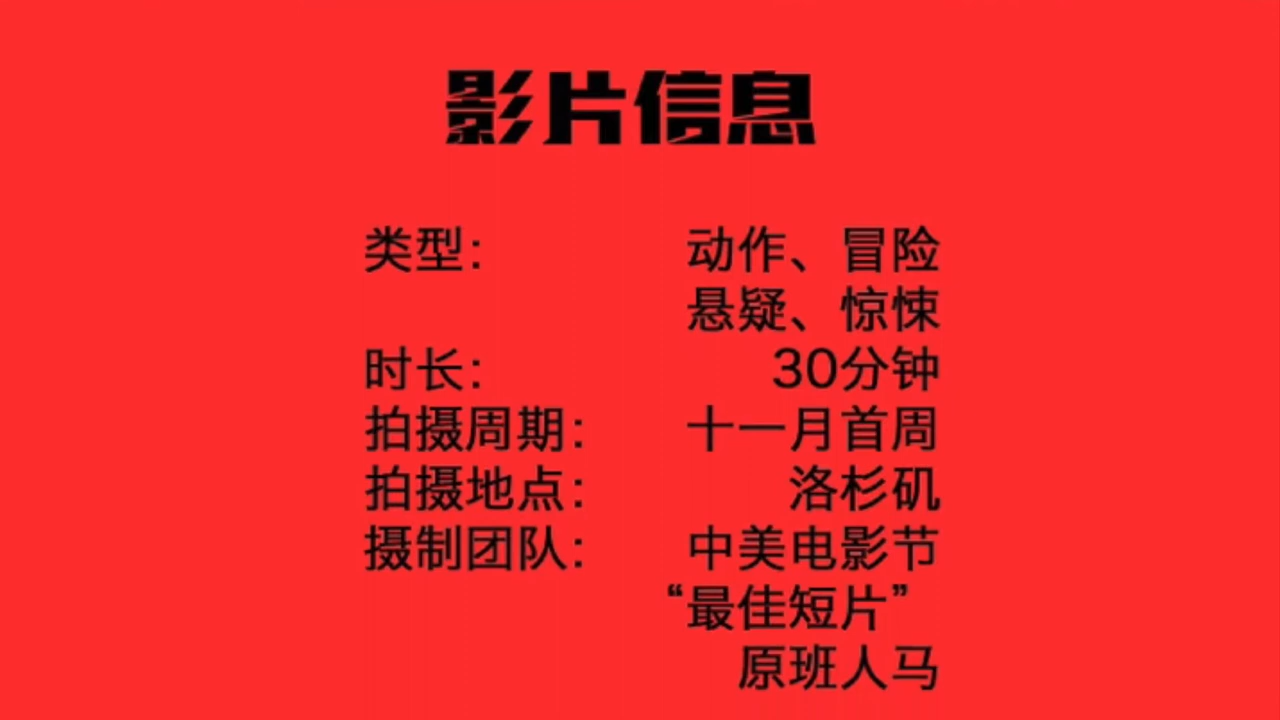 影片信息
类型： 动作、冒险
悬疑、惊悚
时长： 30分钟
拍摄周期： 十一月首周
拍摄地点： 洛杉矶
摄制团队： 中美电影节
“最佳短片”
原班人马